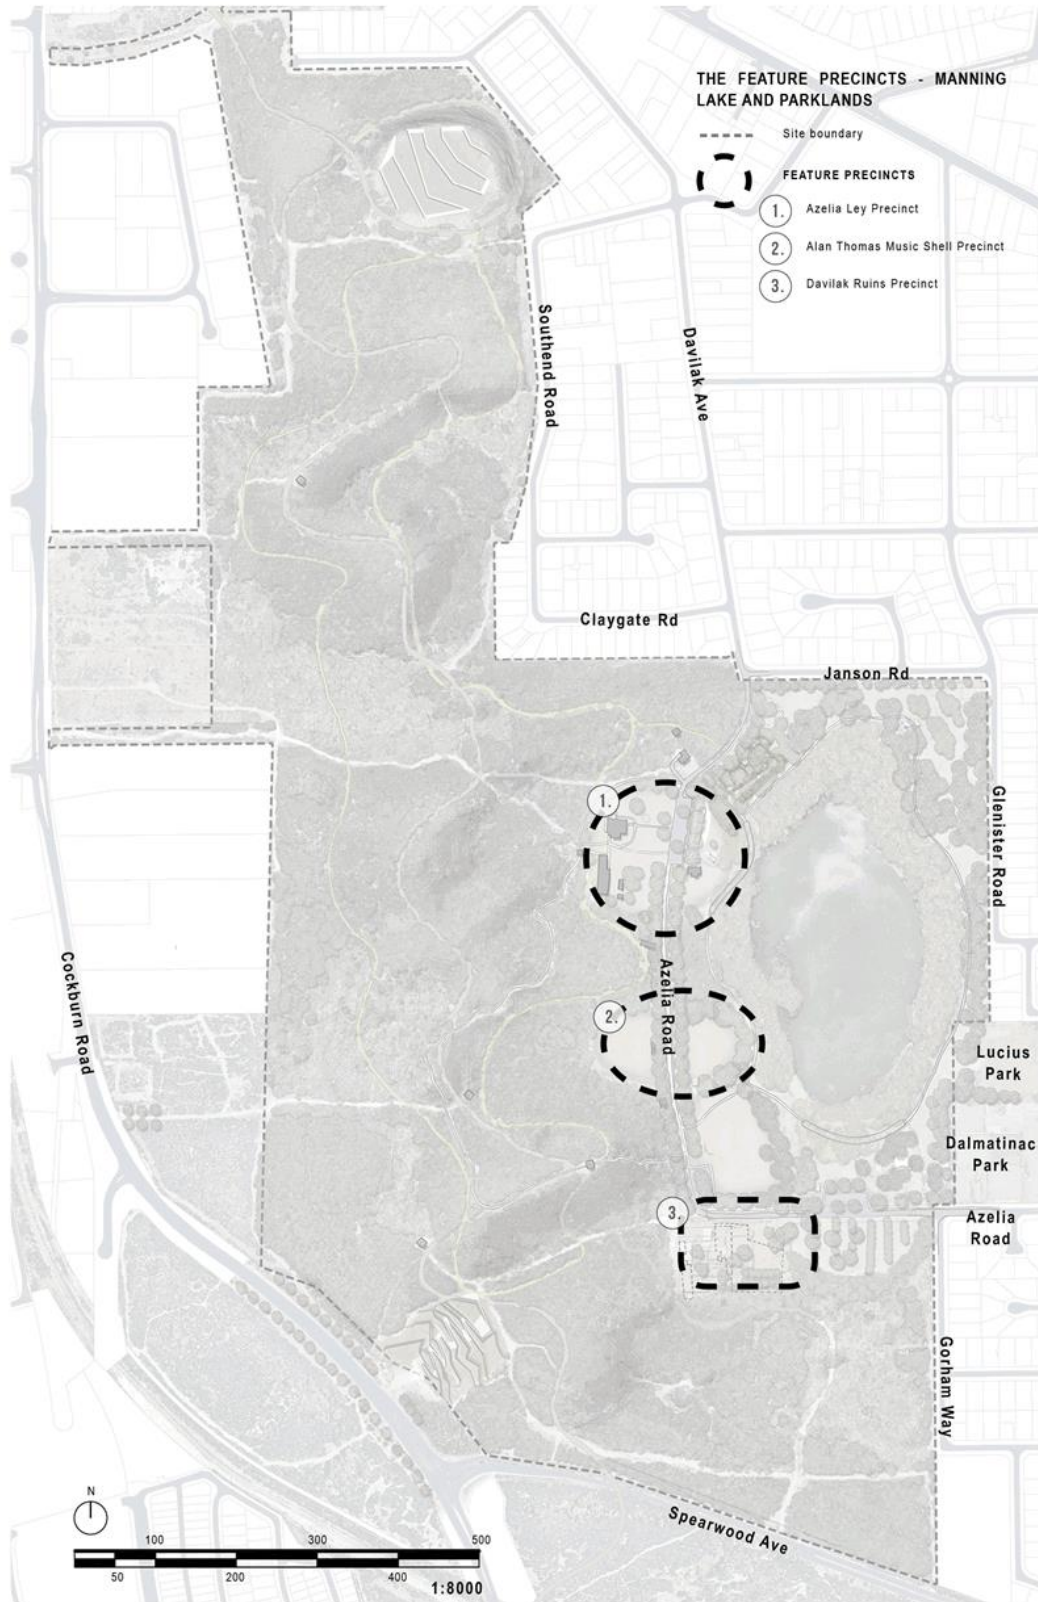 THE FEATURE PRECINCTS - MANNING
LAKE AND PARKLANDS
Site boundary
FEATURE PRECINCTS
1. Azelia Ley Precinct
2. Alan Thomas Music Shell Precinct
3. Davilak Ruins Precinct
Southend Road
Davilak Ave
Claygate Rd
Janson Rd
1.
Glenister Road
Cockburn Road
Azelia Road
2.
Lucius
Park
Dalmatinac
Park
3.
Azelia
Road
Gorham Way
Spearwood Ave
N
100 300 500
50 200 400
1:8000